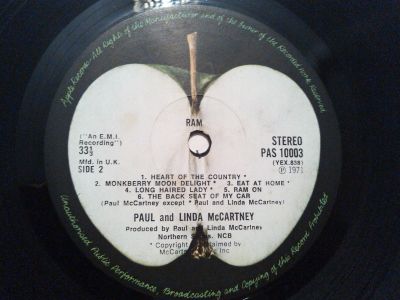 Apple Records · All Rights of the Manufacturer and of the Owner of the Recorded Work Reserved
RAM
("An E.M.I.
Recording")
33⅓
Mfd. in U.K.
SIDE 2
STEREO
PAS 10003
(YEX.838)
Ⓟ 1971
1. HEART OF THE COUNTRY *
2. MONKBERRY MOON DELIGHT * 3. EAT AT HOME *
4. LONG HAIRED LADY * 5. RAM ON
6. THE BACK SEAT OF MY CAR
(Paul McCartney except * Paul and Linda McCartney)
PAUL and LINDA McCARTNEY
Produced by Paul and Linda McCartney
Northern Songs. NCB
* Copyright by
McCartney Inc
Unauthorised Public Performance, Broadcasting and Copying of this Record Prohibited